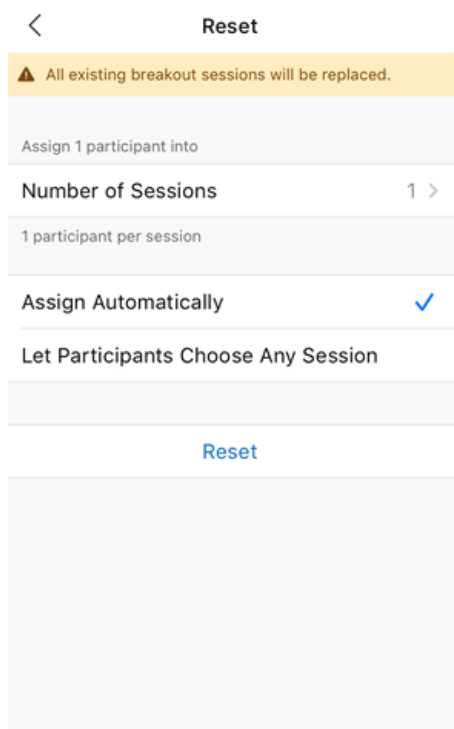 Reset
All existing breakout sessions will be replaced.
Assign 1 participant into
Number of Sessions 1
1 participant per session
Assign Automatically
Let Participants Choose Any Session
Reset